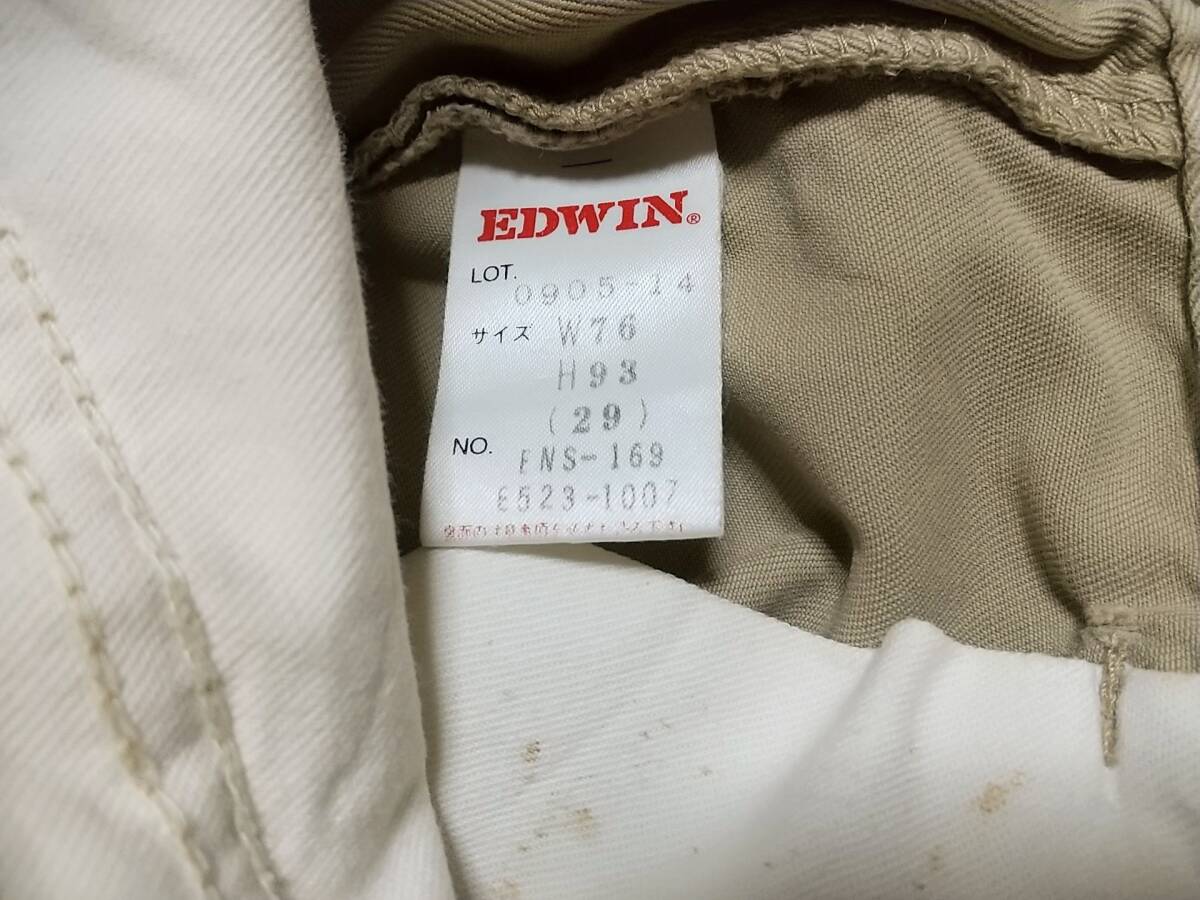 EDWIN®
LOT.
0905-14
サイズ W76
H93
(29)
NO. FNS-169
E523-1007